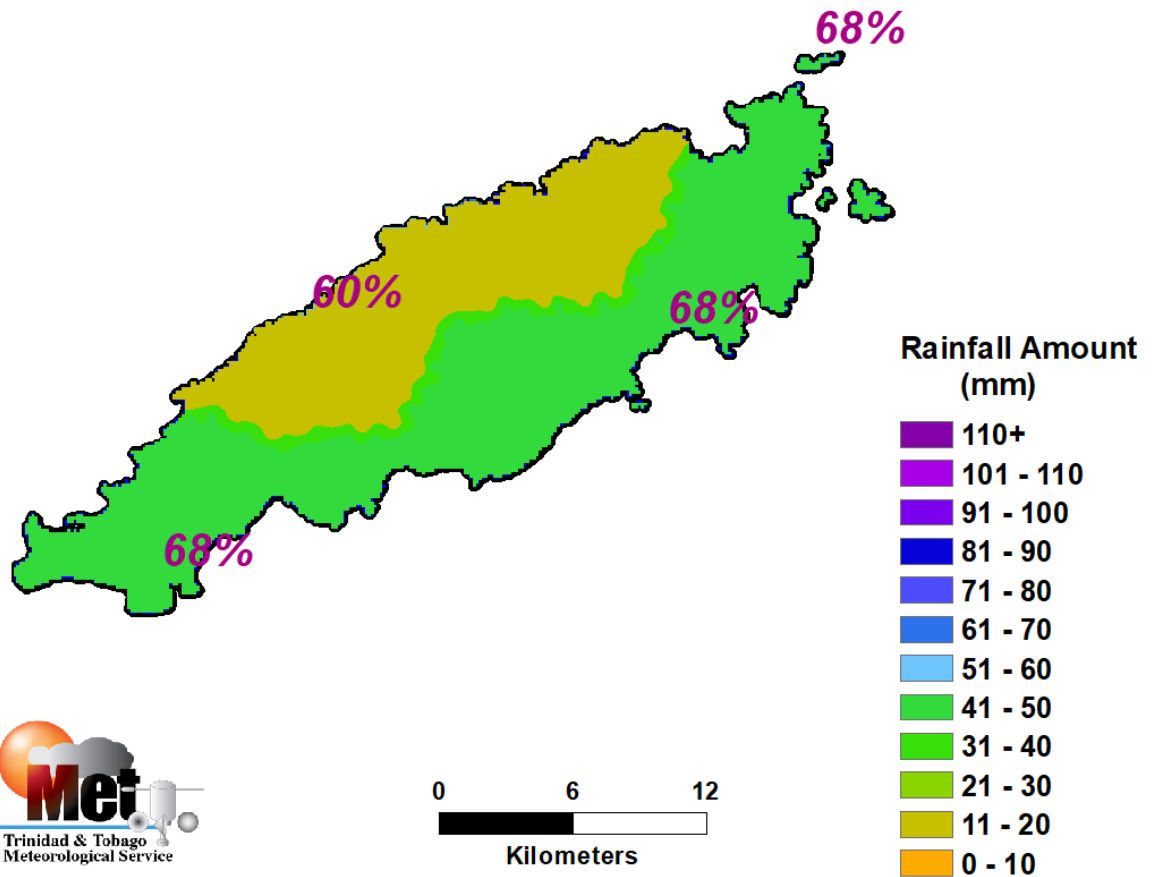 68%
60%
68%
68%
Rainfall Amount
(mm)
110+
101 - 110
91 - 100
81 - 90
71 - 80
61 - 70
51 - 60
41 - 50
31 - 40
21 - 30
11 - 20
0 - 10
0 6 12
Kilometers
Met
Trinidad & Tobago
Meteorological Service